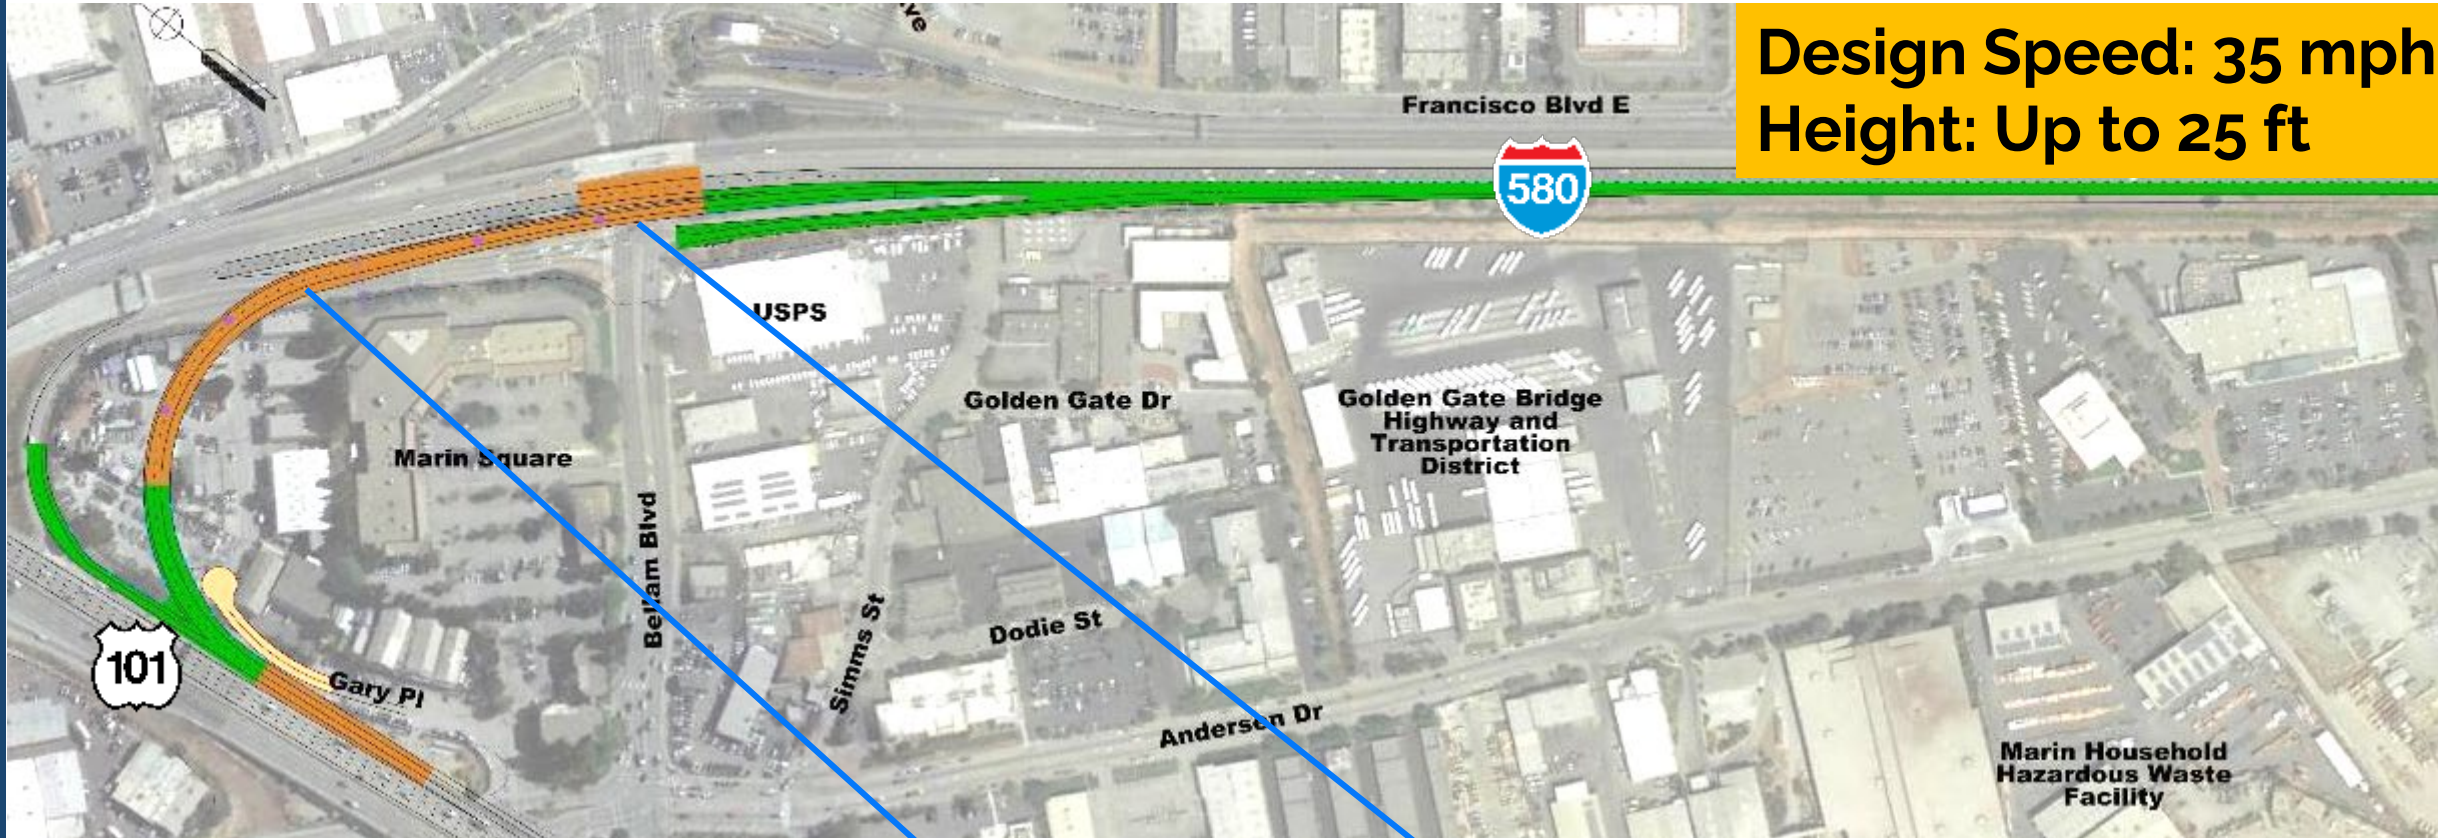 ve
Design Speed: 35 mph
Height: Up to 25 ft
Francisco Blvd E
580
USPS
Golden Gate Dr
Golden Gate Bridge
Highway and
Transportation
District
Marin Square
Bellam Blvd
Simms St
Dodie St
101
Gary Pl
Andersen Dr
Marin Household
Hazardous Waste
Facility